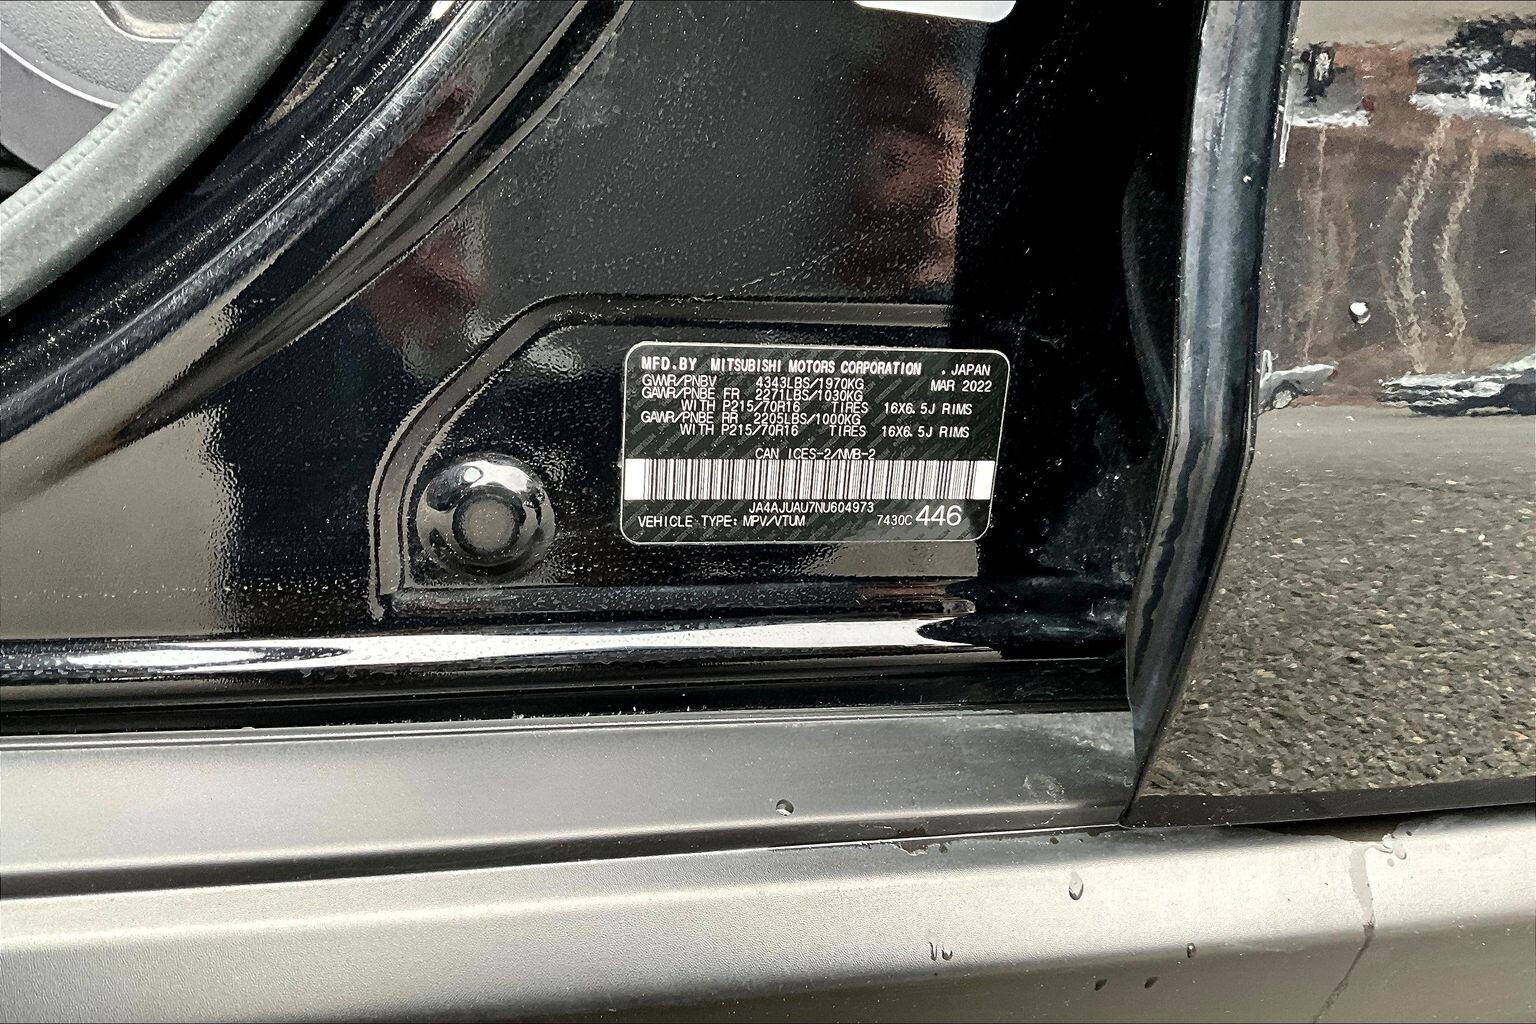 MFD. BY MITSUBISHI MOTORS CORPORATION . JAPAN
GVWR/PNBV 4343LBS/1970KG MAR 2022
GAWR/PNBE FR 2271LBS/1030KG
WITH P215/70R16 TIRES 16X6.5J RIMS
GAWR/PNBE RR 2205LBS/1000KG
WITH P215/70R16 TIRES 16X6.5J RIMS
CAN ICES-2/NMB-2
JA4AJUAU7NU604973
VEHICLE TYPE: MPV/VTUM 7430C 446